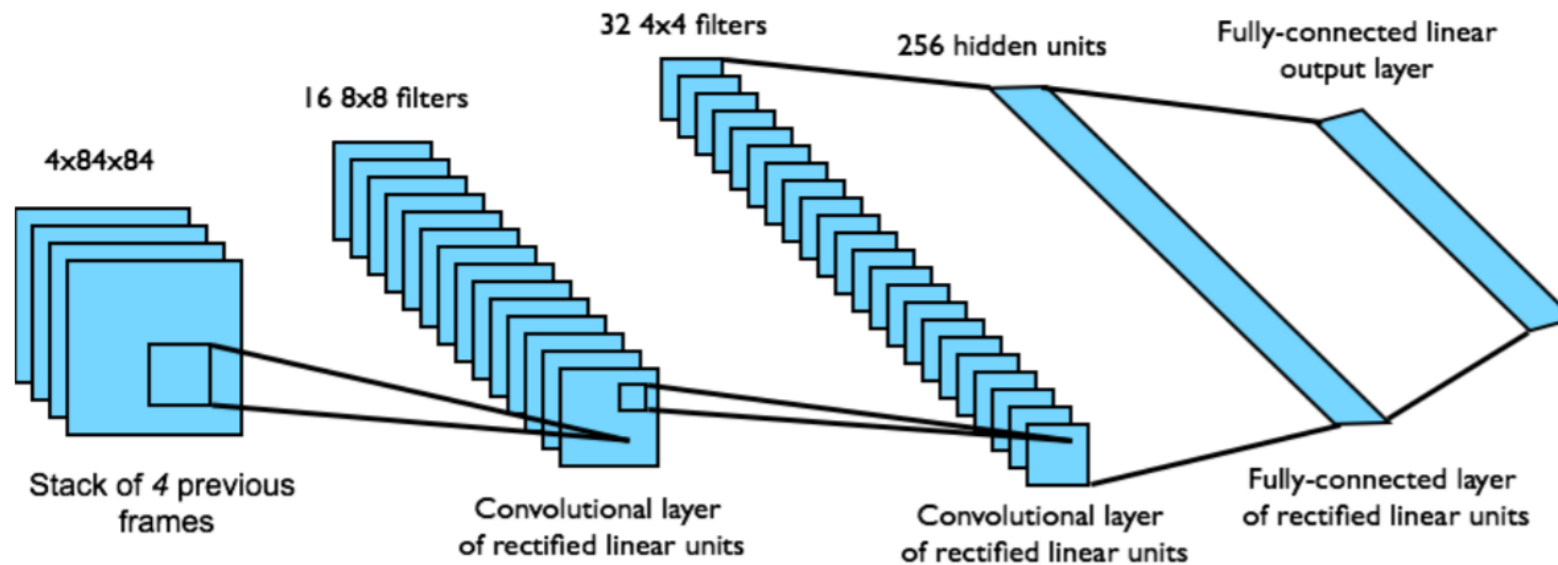 4x84x84
Stack of 4 previous
frames
16 8x8 filters
Convolutional layer
of rectified linear units
32 4x4 filters
Convolutional layer
of rectified linear units
256 hidden units
Fully-connected layer
of rectified linear units
Fully-connected linear
output layer